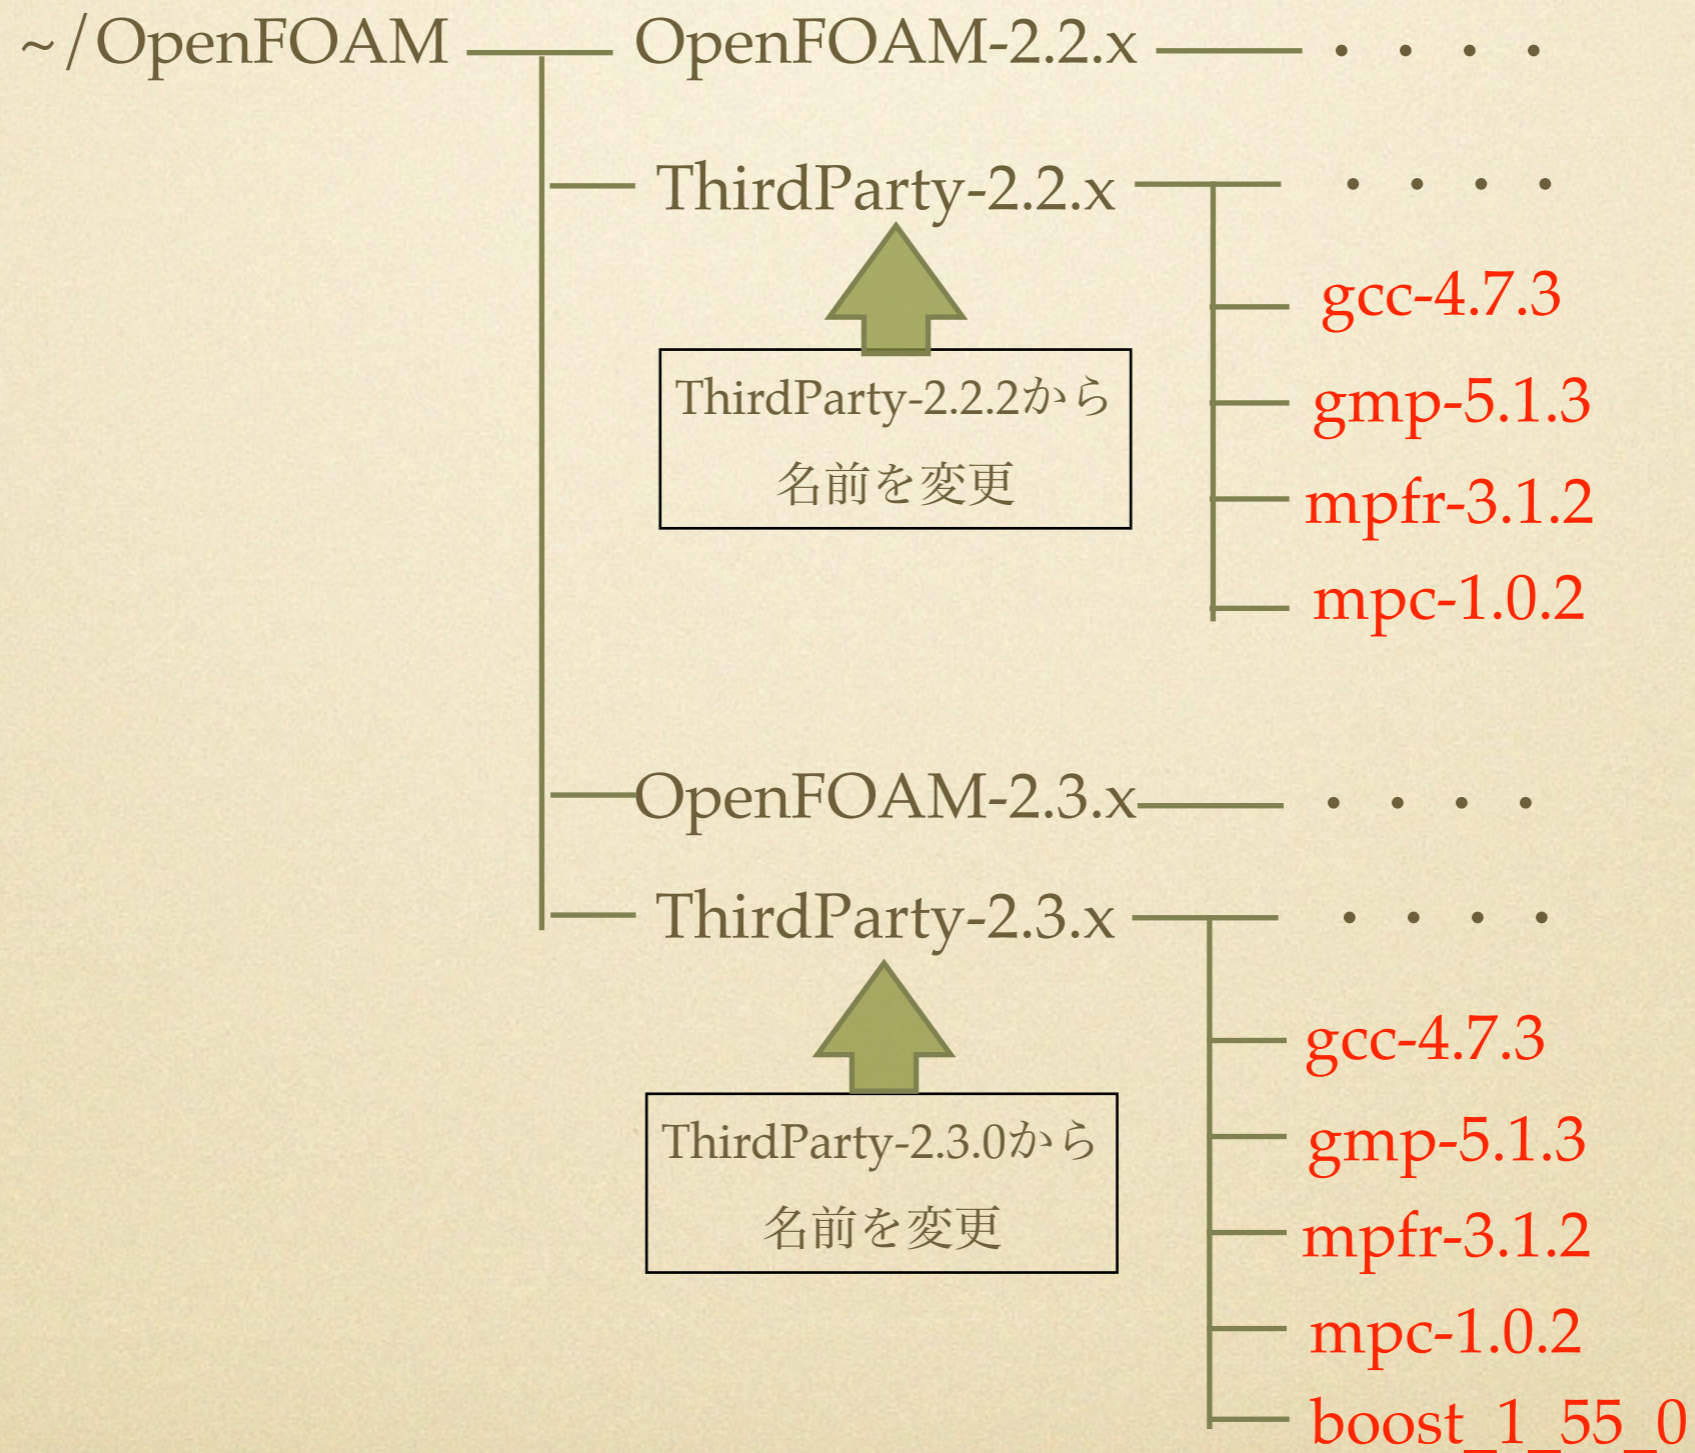 ~/OpenFOAM OpenFOAM-2.2.x ・・・・
ThirdParty-2.2.x ・・・・
gcc-4.7.3
ThirdParty-2.2.2から
名前を変更
gmp-5.1.3
mpfr-3.1.2
mpc-1.0.2
OpenFOAM-2.3.x ・・・・
ThirdParty-2.3.x ・・・・
gcc-4.7.3
ThirdParty-2.3.0から
名前を変更
gmp-5.1.3
mpfr-3.1.2
mpc-1.0.2
boost_1_55_0